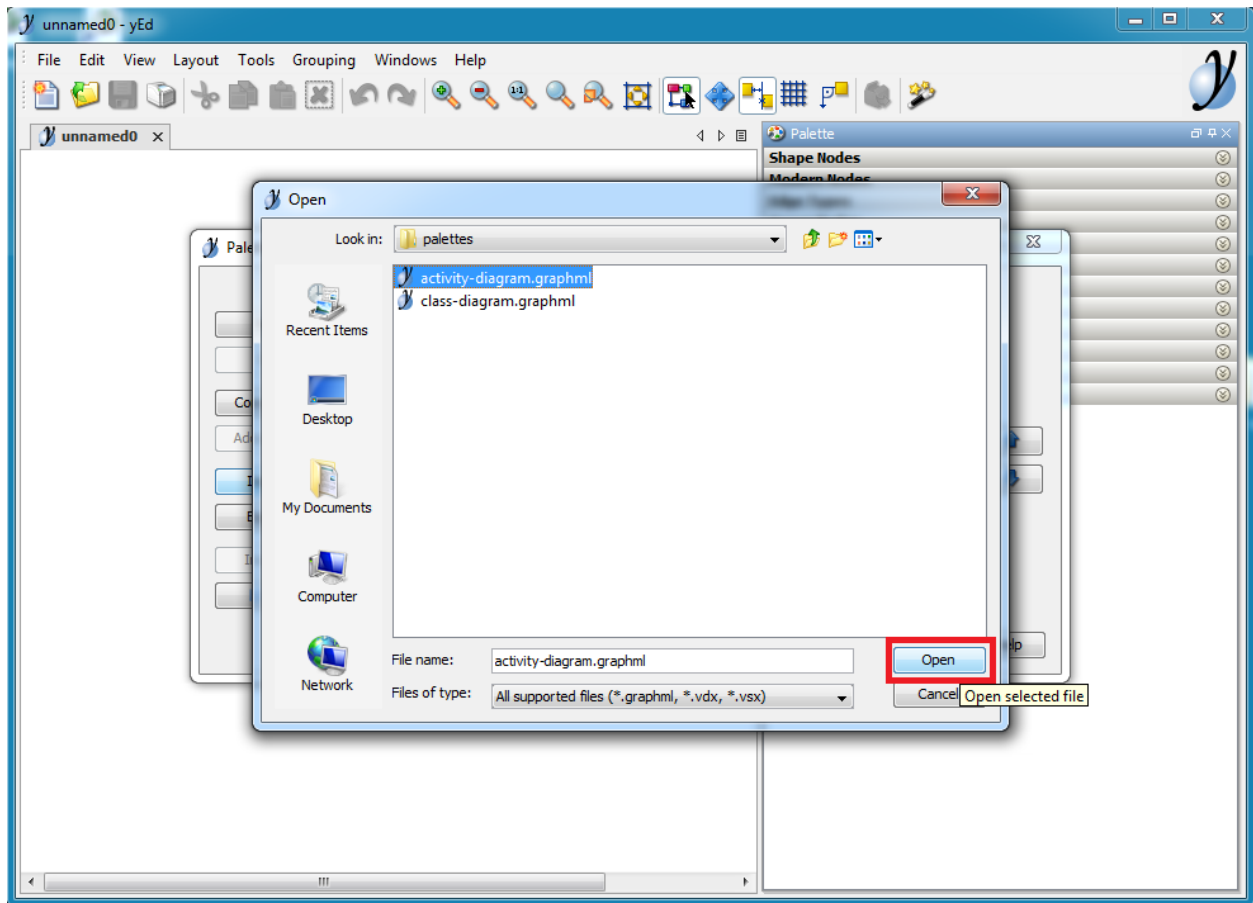 unnamed0 - yEd
File Edit View Layout Tools Grouping Windows Help
unnamed0
Palette
Shape Nodes
Modern Nodes
Open
Look in: palettes
activity-diagram.graphml
class-diagram.graphml
Recent Items
Desktop
My Documents
Computer
Network
File name: activity-diagram.graphml
Open
Files of type: All supported files (*.graphml, *.vdx, *.vsx)
Cancel
Open selected file